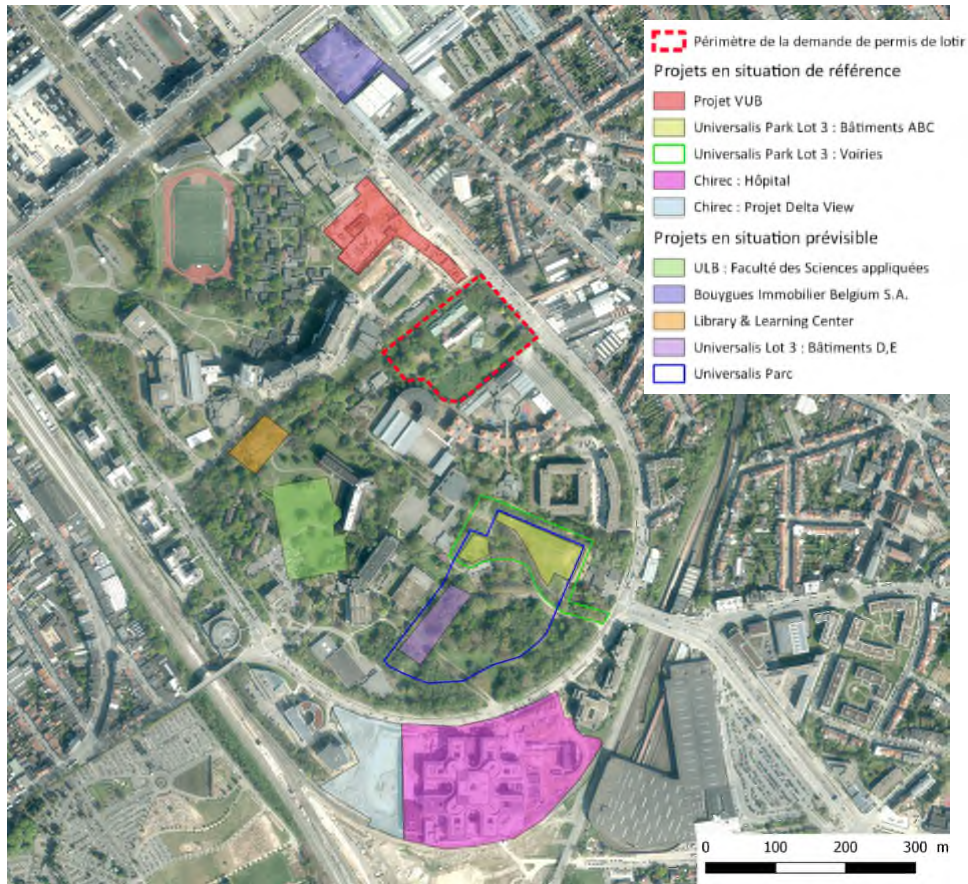 Périmètre de la demande de permis de lotir
Projets en situation de référence
Projet VUB
Universalis Park Lot 3 : Bâtiments ABC
Universalis Park Lot 3 : Voiries
Chirec : Hôpital
Chirec : Projet Delta View
Projets en situation prévisible
ULB : Faculté des Sciences appliquées
Bouygues Immobilier Belgium S.A.
Library & Learning Center
Universalis Lot 3 : Bâtiments D,E
Universalis Parc
0 100 200 300 m